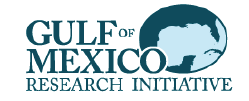 GULF OF
MEXICO
RESEARCH INITIATIVE